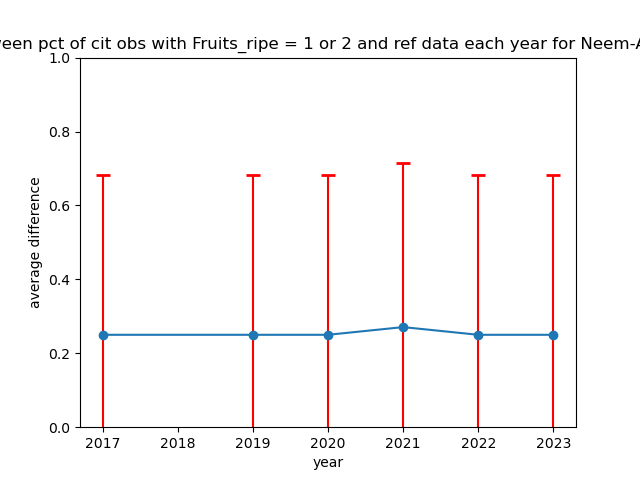 een pct of cit obs with Fruits_ripe = 1 or 2 and ref data each year for Neem-A
1.0
0.8
0.6
0.4
0.2
0.0
average difference
2017 2018 2019 2020 2021 2022 2023
year